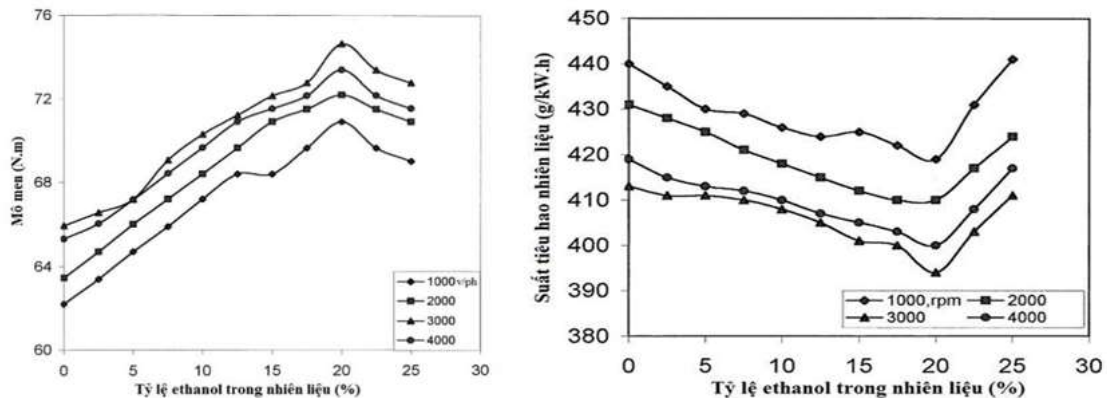 76
72
68
64
60
Mô men (N.m)
1000 v/ph
2000
3000
4000
0 5 10 15 20 25 30
Tỷ lệ ethanol trong nhiên liệu (%)
450
440
430
420
410
400
390
380
Suất tiêu hao nhiên liệu (g/kW.h)
1000,rpm 2000
3000 4000
0 5 10 15 20 25 30
Tỷ lệ ethanol trong nhiên liệu (%)